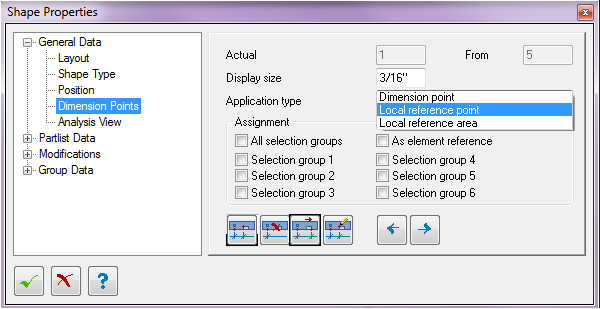 Shape Properties
General Data
Layout
Shape Type
Position
Dimension Points
Analysis View
Partlist Data
Modifications
Group Data
Actual 1 From 5
Display size 3/16"
Application type
Dimension point
Local reference point
Local reference area
Assignment
All selection groups As element reference
Selection group 1 Selection group 4
Selection group 2 Selection group 5
Selection group 3 Selection group 6
?